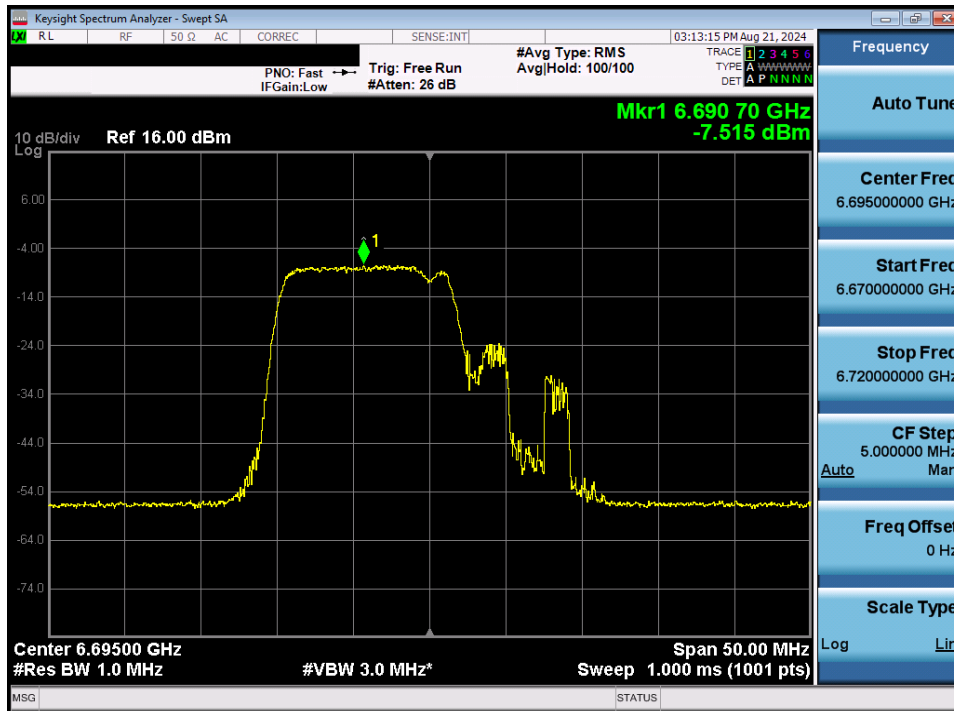 Keysight Spectrum Analyzer - Swept SA
LXI RL RF 50 Ω AC CORREC SENSE:INT 03:13:15 PM Aug 21, 2024
PNO: Fast
IFGain:Low
Trig: Free Run
#Atten: 26 dB
#Avg Type: RMS
Avg|Hold: 100/100
TRACE 1 2 3 4 5 6
TYPE A W W W W W
DET A P N N N N
Mkr1 6.690 70 GHz
-7.515 dBm
10 dB/div Ref 16.00 dBm
Log
6.00
-4.00
-14.0
-24.0
-34.0
-44.0
-54.0
-64.0
-74.0
1
Center 6.69500 GHz Span 50.00 MHz
#Res BW 1.0 MHz #VBW 3.0 MHz* Sweep 1.000 ms (1001 pts)
MSG STATUS
Frequency
Auto Tune
Center Freq
6.695000000 GHz
Start Freq
6.670000000 GHz
Stop Freq
6.720000000 GHz
CF Step
5.000000 MHz
Auto Man
Freq Offset
0 Hz
Scale Type
Log Lin